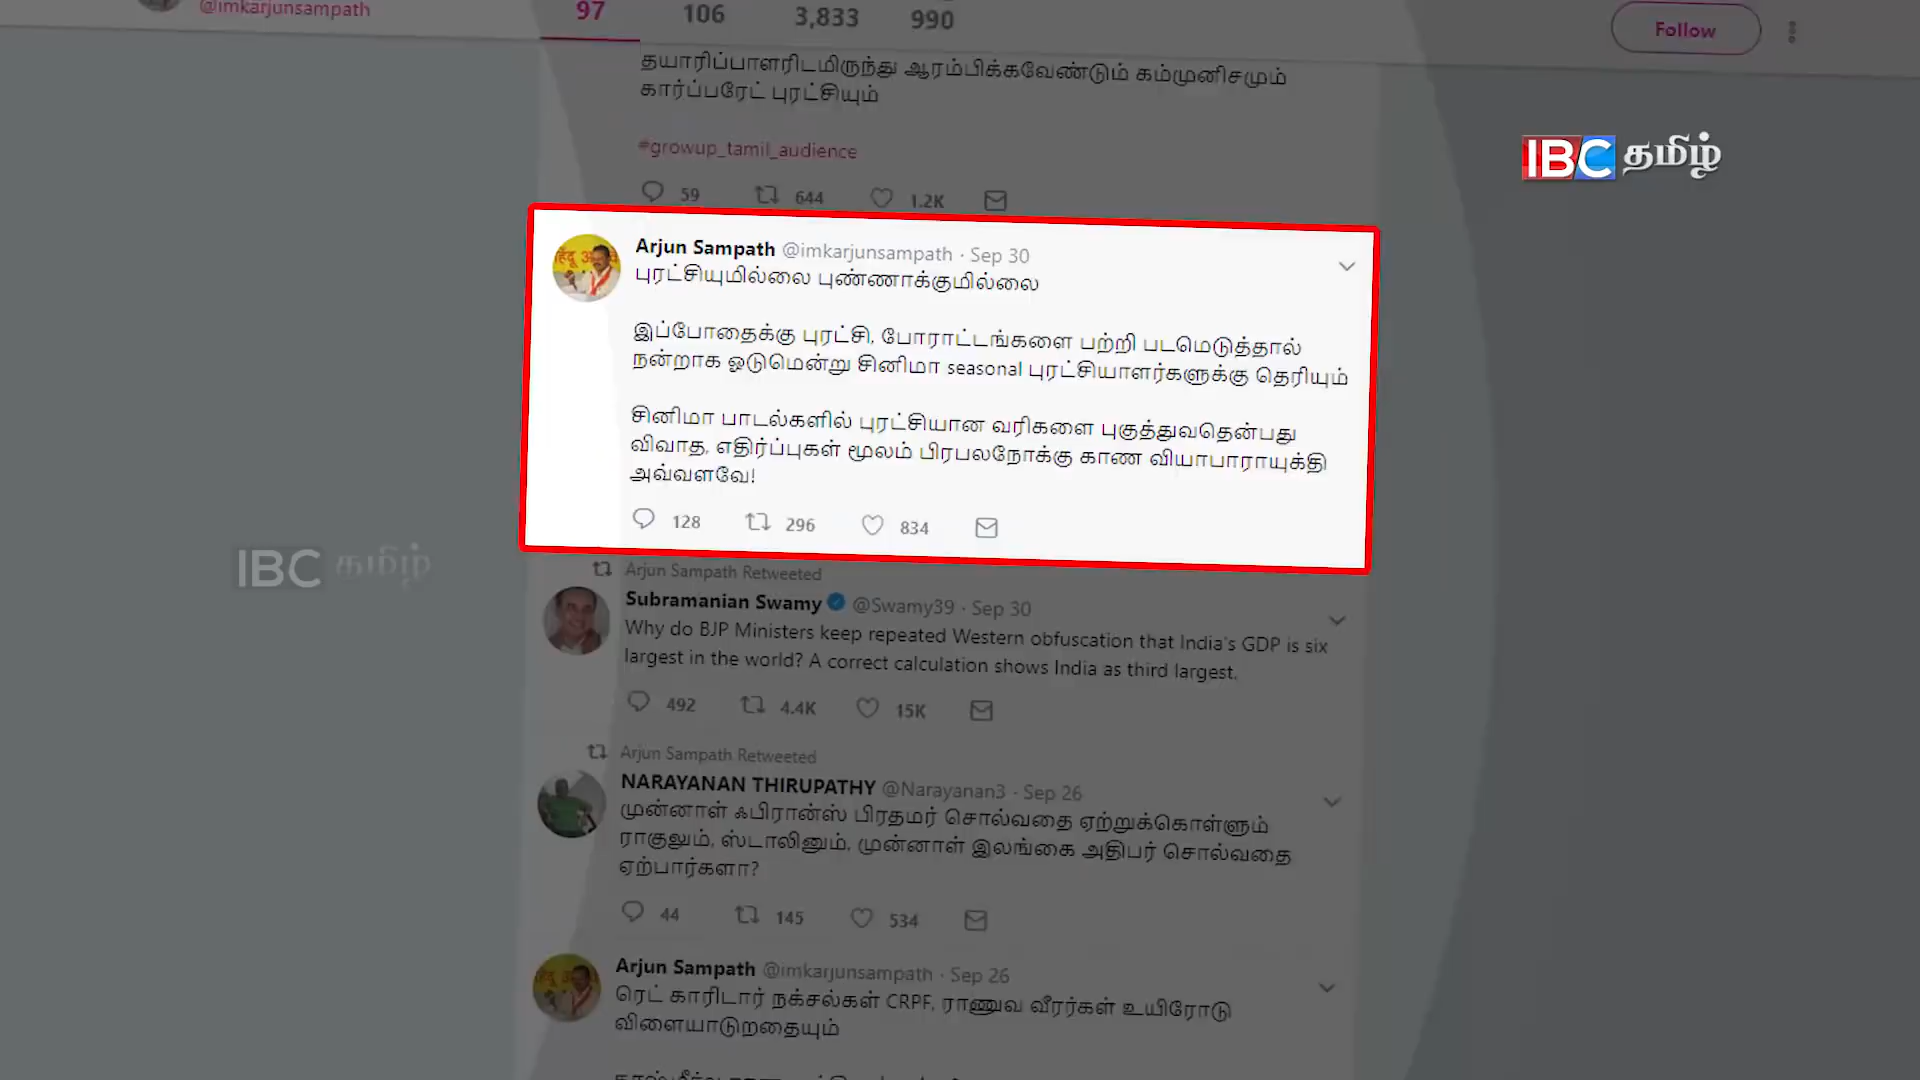 @imkarjunsampath
97 106 3,833 990
Follow
தயாரிப்பாளரிடமிருந்து ஆரம்பிக்கவேண்டும் கம்முனிசமும்
கார்ப்பரேட் புரட்சியும்
#growup_tamil_audience
59 644 1.2K
IBC தமிழ்
Arjun Sampath @imkarjunsampath · Sep 30
புரட்சியுமில்லை புண்ணாக்குமில்லை
இப்போதைக்கு புரட்சி, போராட்டங்களை பற்றி படமெடுத்தால்
நன்றாக ஓடுமென்று சினிமா seasonal புரட்சியாளர்களுக்கு தெரியும்
சினிமா பாடல்களில் புரட்சியான வரிகளை புகுத்துவதென்பது
விவாத, எதிர்ப்புகள் மூலம் பிரபலநோக்கு காண வியாபாராயுக்தி
அவ்வளவே!
128 296 834
IBC தமிழ்
Arjun Sampath Retweeted
Subramanian Swamy @Swamy39 · Sep 30
Why do BJP Ministers keep repeated Western obfuscation that India's GDP is six
largest in the world? A correct calculation shows India as third largest.
492 4.4K 15K
Arjun Sampath Retweeted
NARAYANAN THIRUPATHY @Narayanan3 · Sep 26
முன்னாள் ஃபிரான்ஸ் பிரதமர் சொல்வதை ஏற்றுக்கொள்ளும்
ராகுலும், ஸ்டாலினும், முன்னாள் இலங்கை அதிபர் சொல்வதை
ஏற்பார்களா?
44 145 534
Arjun Sampath @imkarjunsampath · Sep 26
ரெட் காரிடார் நக்சல்கள் CRPF, ராணுவ வீரர்கள் உயிரோடு
விளையாடுறதையும்